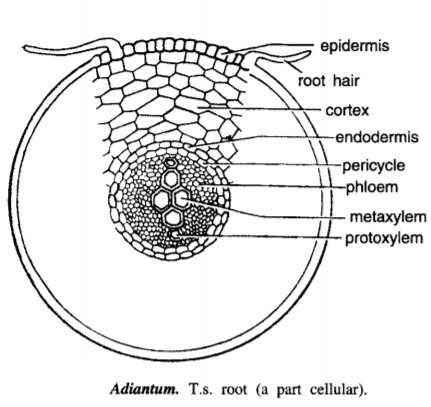 epidermis
root hair
cortex
endodermis
pericycle
phloem
metaxylem
protoxylem
Adiantum. T.s. root (a part cellular).